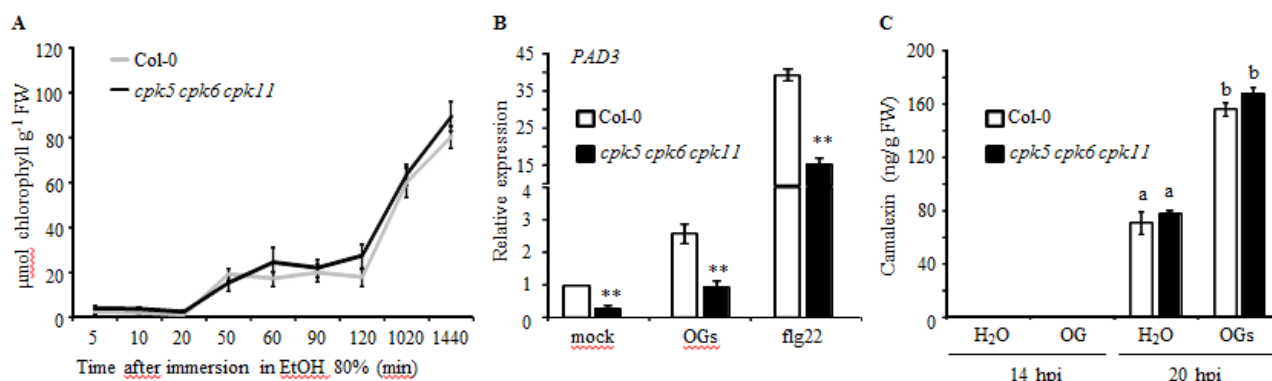 A
120
100
80
60
40
20
0
µmol chlorophyll g-1 FW
Col-0
cpk5 cpk6 cpk11
5 10 20 50 60 90 120 1020 1440
Time after immersion in EtOH 80% (min)
B
PAD3
45
35
25
15
4
3
2
1
0
Relative expression
Col-0
cpk5 cpk6 cpk11
**
**
**
mock OGs flg22
C
200
160
120
80
40
0
Camalexin (ng/g FW)
Col-0
cpk5 cpk6 cpk11
a a
b b
H2O OG H2O OGs
14 hpi 20 hpi